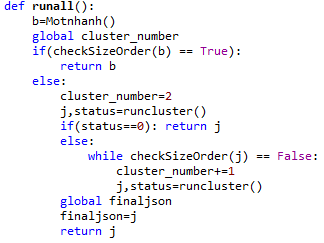 def runall():
    b=Motnhanh()
    global cluster_number
    if(checkSizeOrder(b) == True):
        return b
    else:
        cluster_number=2
        j,status=runcluster()
        if(status==0): return j
        else:
            while checkSizeOrder(j) == False:
                cluster_number+=1
                j,status=runcluster()
        global finaljson
        finaljson=j
        return j